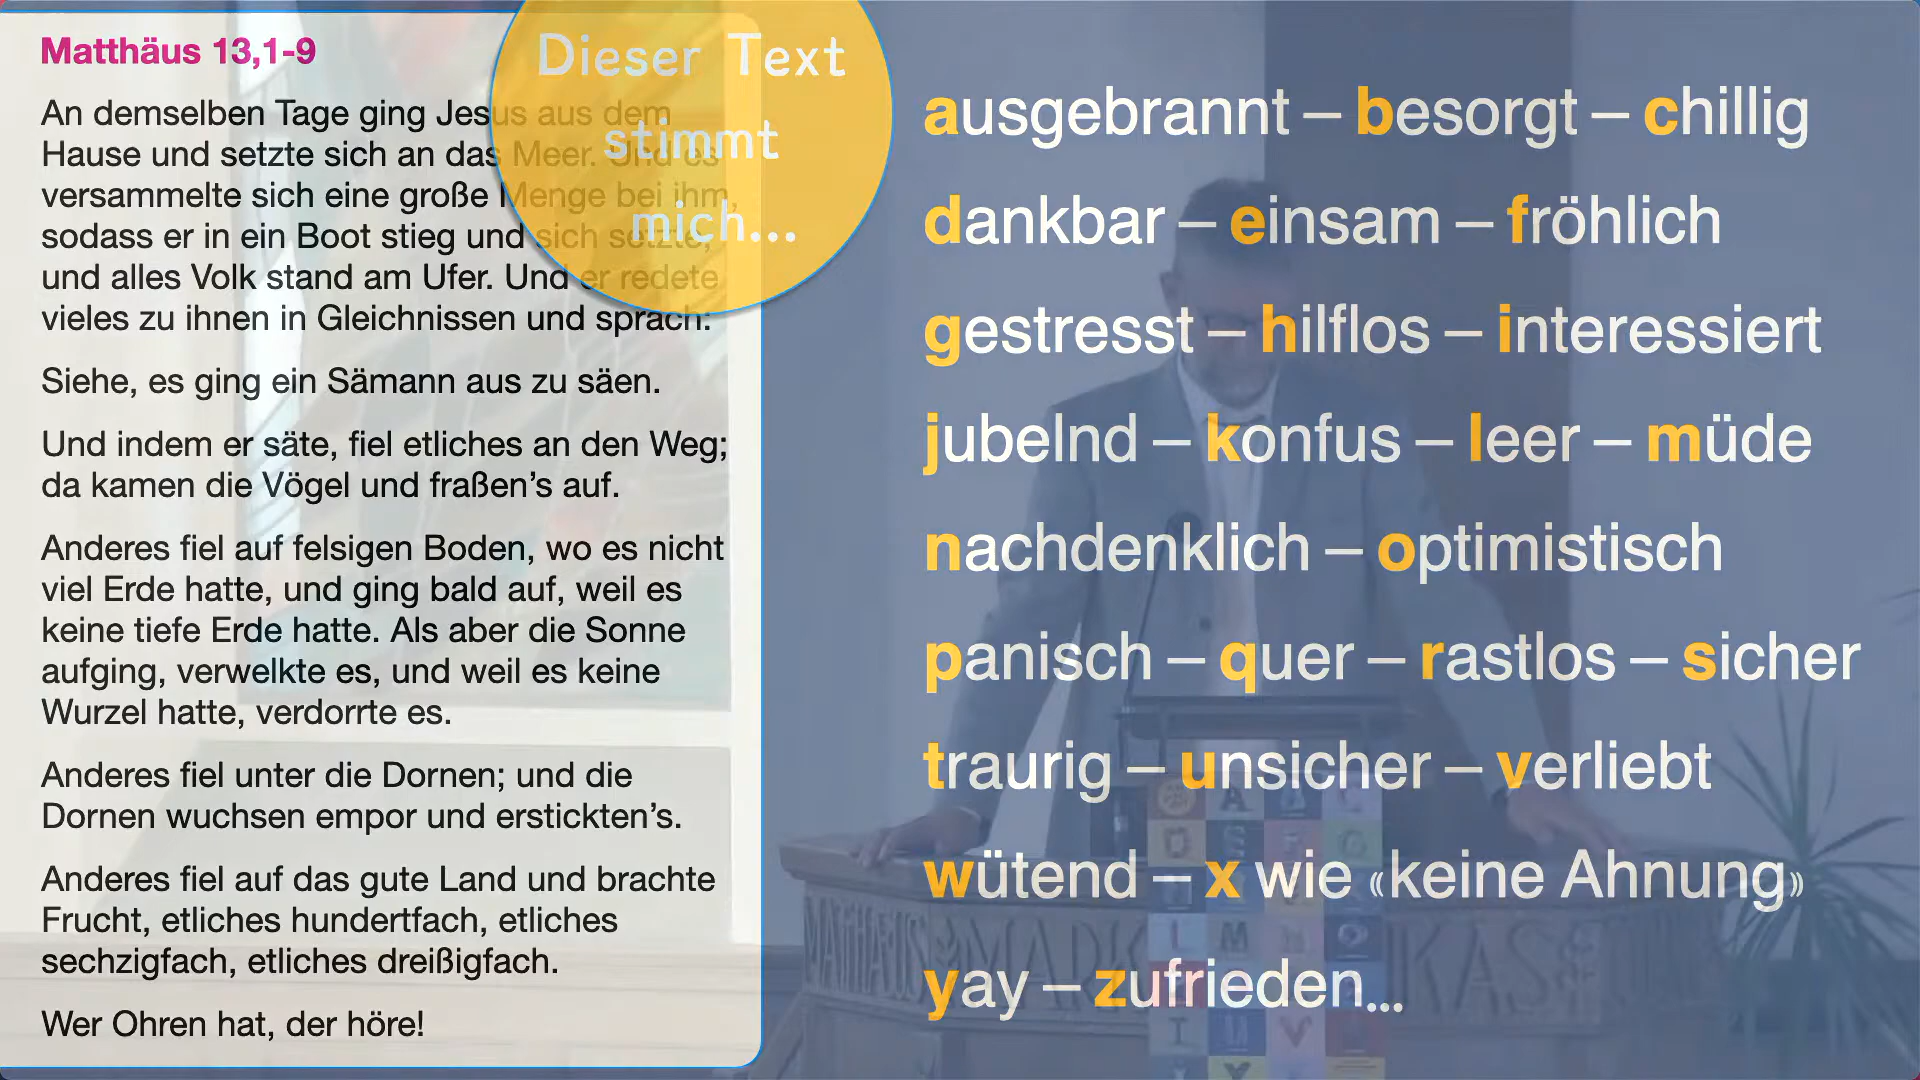 Matthäus 13,1-9
An demselben Tage ging Jesus aus dem
Hause und setzte sich an das Meer. Und es
versammelte sich eine große Menge bei ihm,
sodass er in ein Boot stieg und sich setzte,
und alles Volk stand am Ufer. Und er redete
vieles zu ihnen in Gleichnissen und sprach:
Siehe, es ging ein Sämann aus zu säen.
Und indem er säte, fiel etliches an den Weg;
da kamen die Vögel und fraßen’s auf.
Anderes fiel auf felsigen Boden, wo es nicht
viel Erde hatte, und ging bald auf, weil es
keine tiefe Erde hatte. Als aber die Sonne
aufging, verwelkte es, und weil es keine
Wurzel hatte, verdorrte es.
Anderes fiel unter die Dornen; und die
Dornen wuchsen empor und erstickten’s.
Anderes fiel auf das gute Land und brachte
Frucht, etliches hundertfach, etliches
sechzigfach, etliches dreißigfach.
Wer Ohren hat, der höre!
Dieser Text
stimmt
mich...
ausgebrannt – besorgt – chillig
dankbar – einsam – fröhlich
gestresst – hilflos – interessiert
jubelnd – konfus – leer – müde
nachdenklich – optimistisch
panisch – quer – rastlos – sicher
traurig – unsicher – verliebt
wütend – x wie «keine Ahnung»
yay – zufrieden...
MATTHÄUS